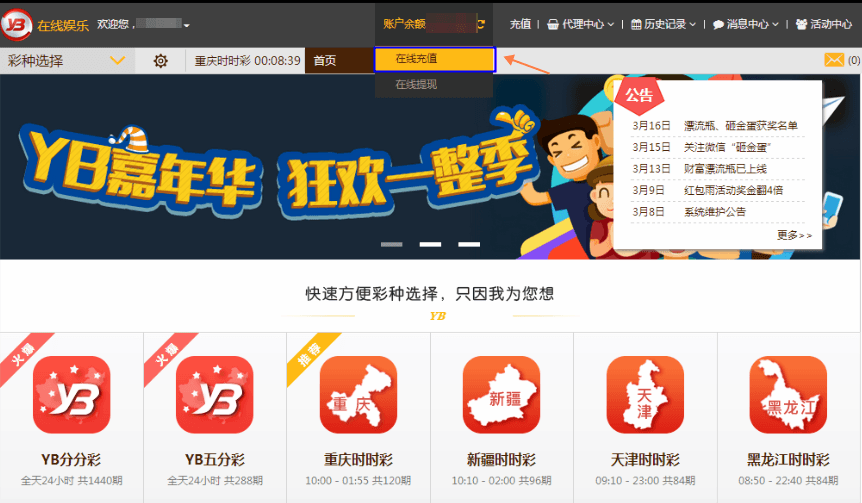 YB 在线娱乐 欢迎您， 账户余额 充值 | 代理中心 | 历史记录 | 消息中心 | 活动中心
彩种选择 重庆时时彩 00:08:39 首页 在线充值 (0)
在线提现
公告
3月16日 漂流瓶、砸金蛋获奖名单
3月15日 关注微信“砸金蛋”
3月13日 财富漂流瓶已上线
3月9日 红包雨活动奖金翻4倍
3月8日 系统维护公告
更多>>
YB嘉年华 狂欢一整季
快速方便彩种选择，只因我为您想
YB
火爆 火爆 推荐
YB YB 重庆 新疆 天津 黑龙江
YB分分彩 YB五分彩 重庆时时彩 新疆时时彩 天津时时彩 黑龙江时时彩
全天24小时 共1440期 全天24小时 共288期 10:00 - 01:55 共120期 10:10 - 02:00 共96期 09:10 - 23:00 共84期 08:50 - 22:40 共84期